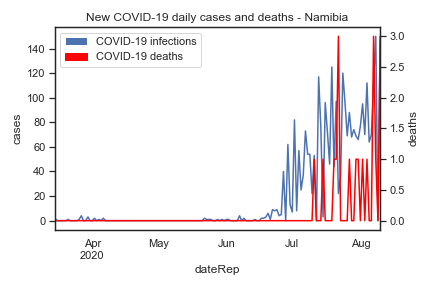 New COVID-19 daily cases and deaths - Namibia
COVID-19 infections
COVID-19 deaths
140
120
100
80
60
40
20
0
cases
3.0
2.5
2.0
1.5
1.0
0.5
0.0
deaths
Apr
2020
May
Jun
Jul
Aug
dateRep